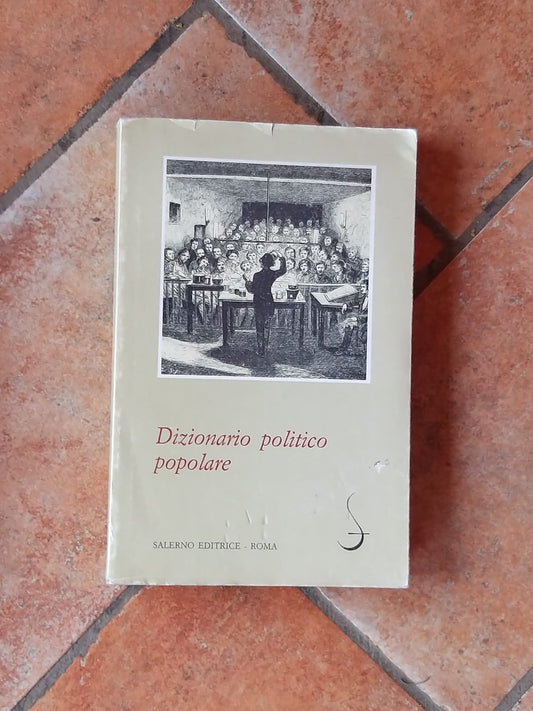 Dizionario politico
popolare
SALERNO EDITRICE - ROMA